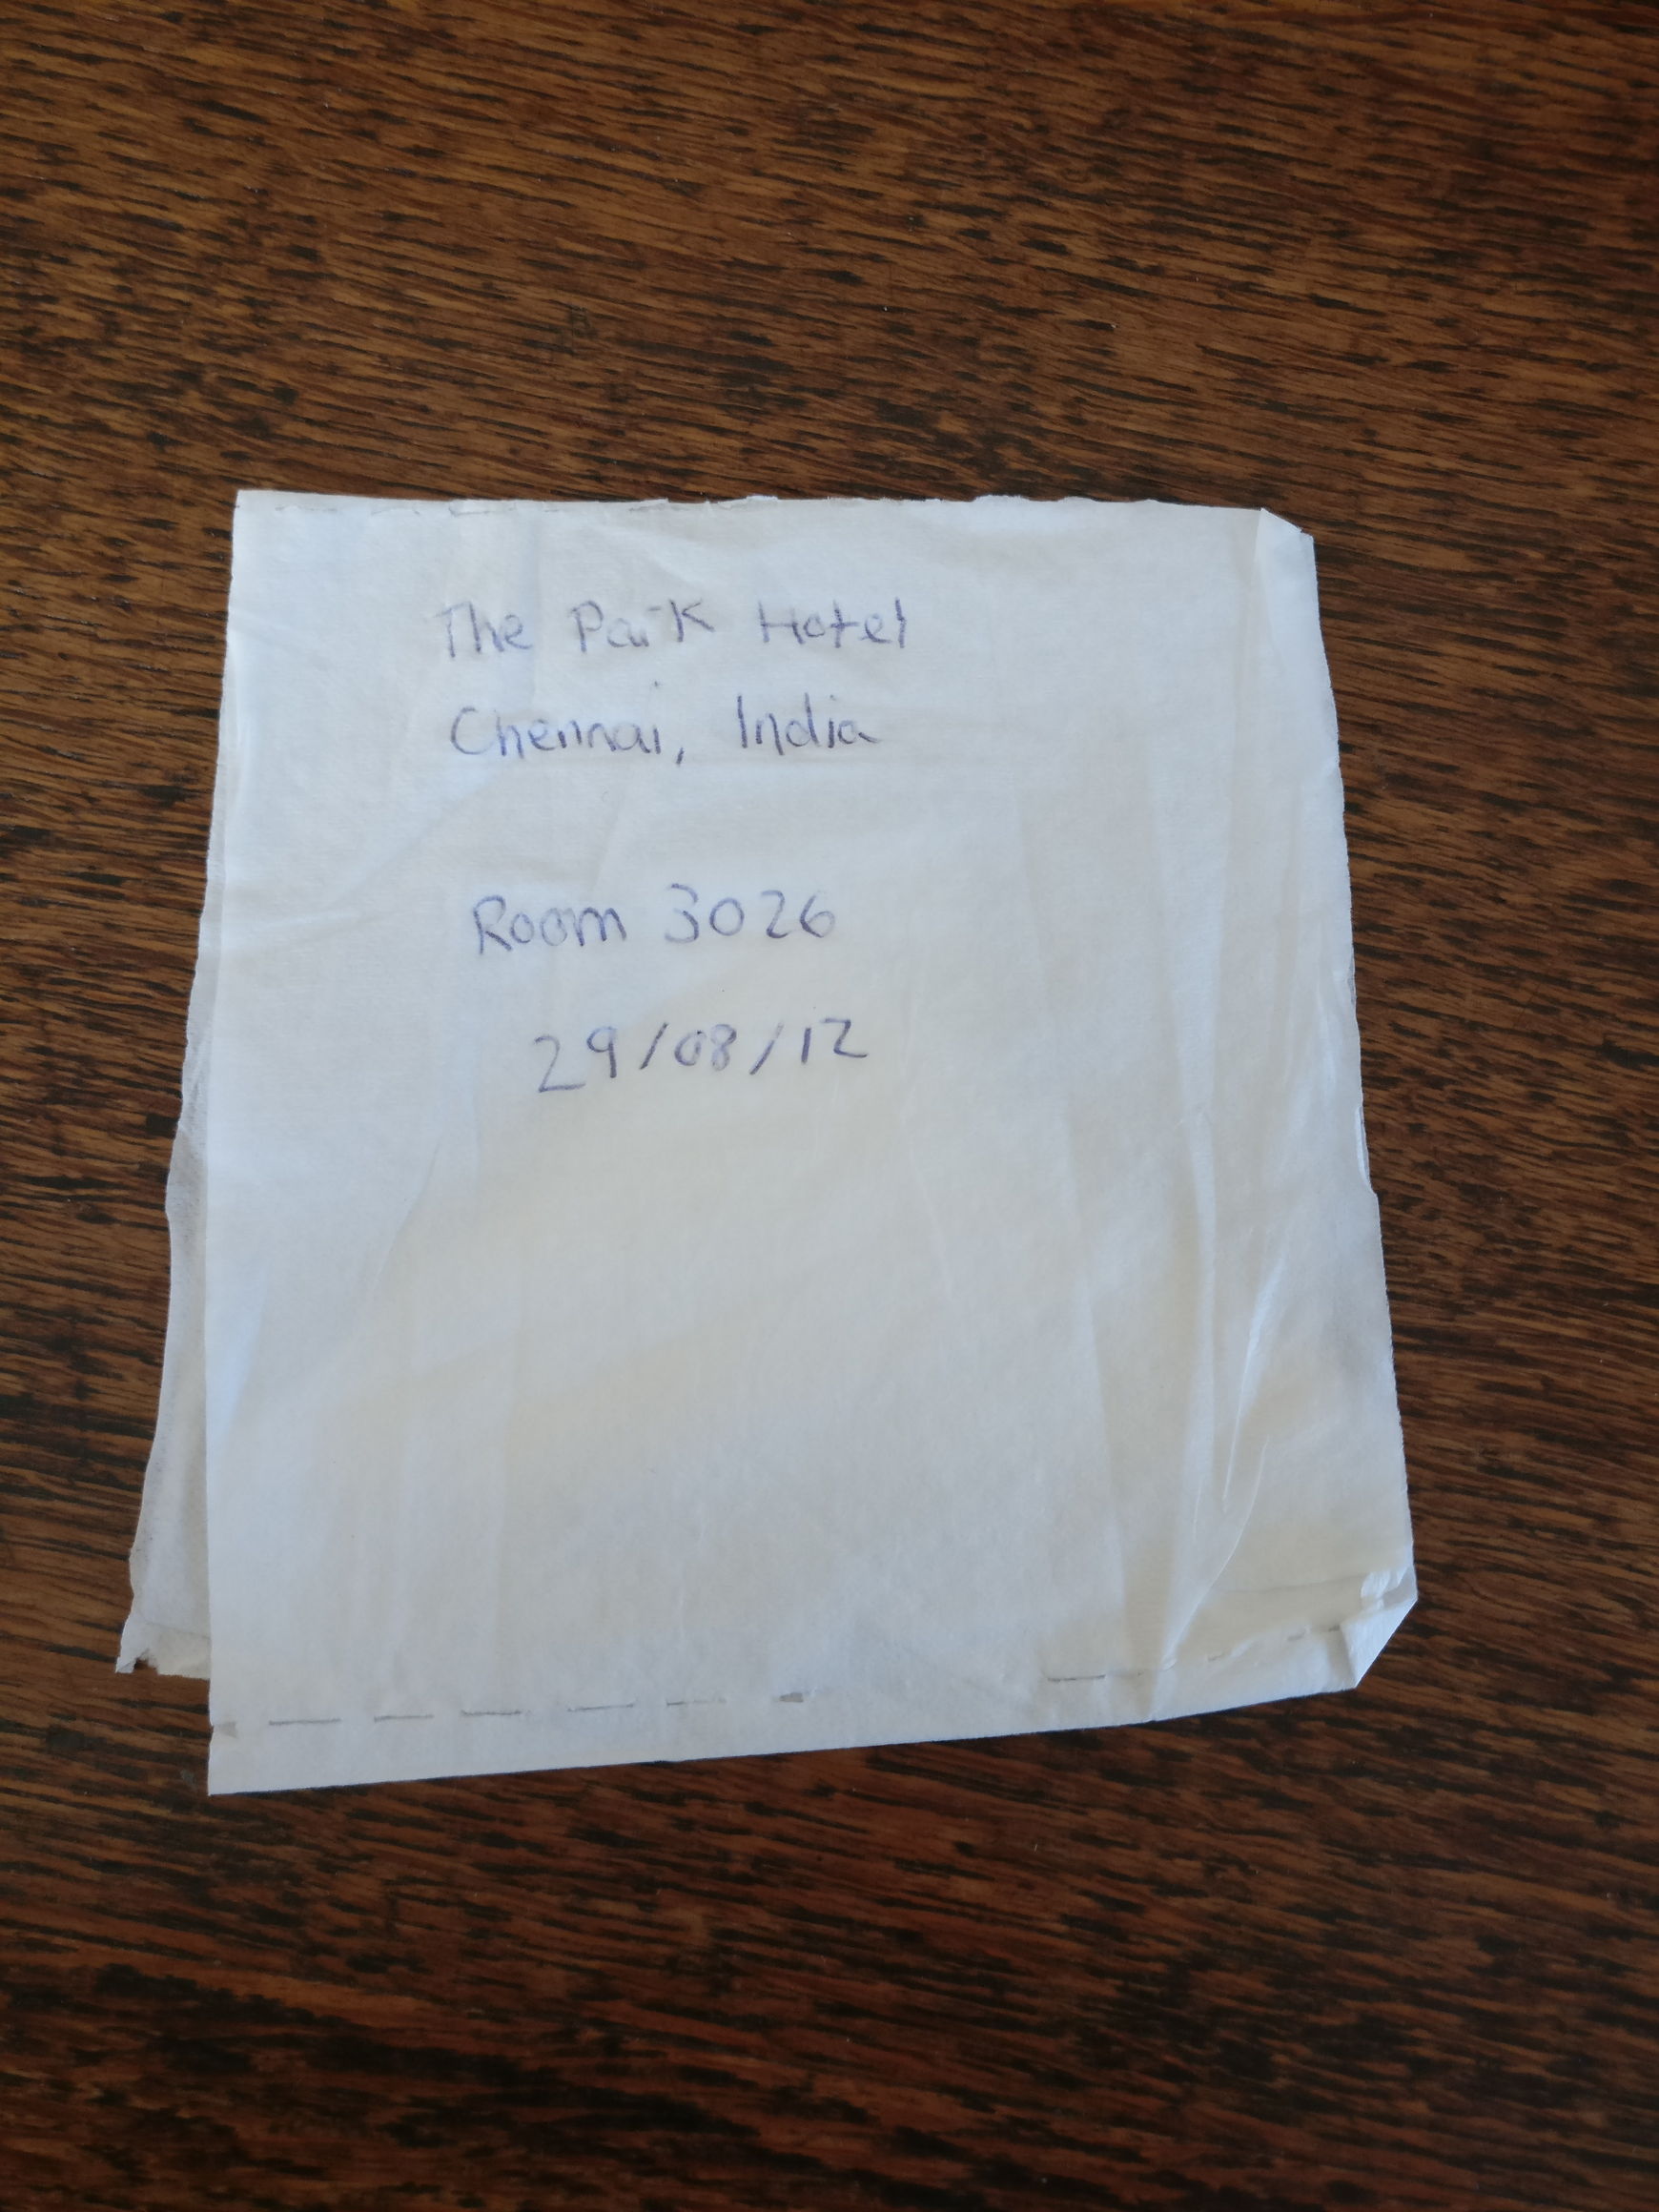 The Park Hotel
Chennai, India
Room 3026
29/08/12